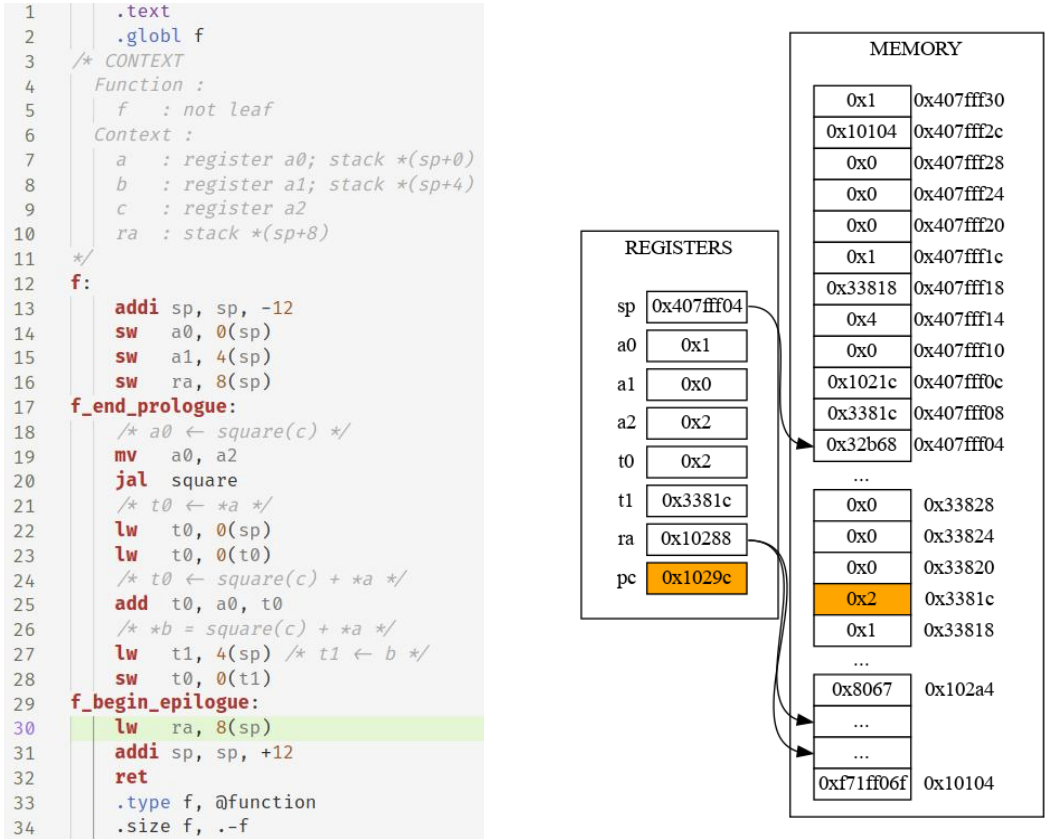 1 .text
2 .globl f
3 /* CONTEXT
4 Function :
5 f : not leaf
6 Context :
7 a : register a0; stack *(sp+0)
8 b : register a1; stack *(sp+4)
9 c : register a2
10 ra : stack *(sp+8)
11 */
12 f:
13 addi sp, sp, -12
14 sw a0, 0(sp)
15 sw a1, 4(sp)
16 sw ra, 8(sp)
17 f_end_prologue:
18 /* a0 ← square(c) */
19 mv a0, a2
20 jal square
21 /* t0 ← *a */
22 lw t0, 0(sp)
23 lw t0, 0(t0)
24 /* t0 ← square(c) + *a */
25 add t0, a0, t0
26 /* *b = square(c) + *a */
27 lw t1, 4(sp) /* t1 ← b */
28 sw t0, 0(t1)
29 f_begin_epilogue:
30 lw ra, 8(sp)
31 addi sp, sp, +12
32 ret
33 .type f, @function
34 .size f, .-f
REGISTERS
sp 0x407fff04
a0 0x1
a1 0x0
a2 0x2
t0 0x2
t1 0x3381c
ra 0x10288
pc 0x1029c
MEMORY
0x1 0x407fff30
0x10104 0x407fff2c
0x0 0x407fff28
0x0 0x407fff24
0x0 0x407fff20
0x1 0x407fff1c
0x33818 0x407fff18
0x4 0x407fff14
0x0 0x407fff10
0x1021c 0x407fff0c
0x3381c 0x407fff08
0x32b68 0x407fff04
...
0x0 0x33828
0x0 0x33824
0x0 0x33820
0x2 0x3381c
0x1 0x33818
...
0x8067 0x102a4
...
...
0xf71ff06f 0x10104